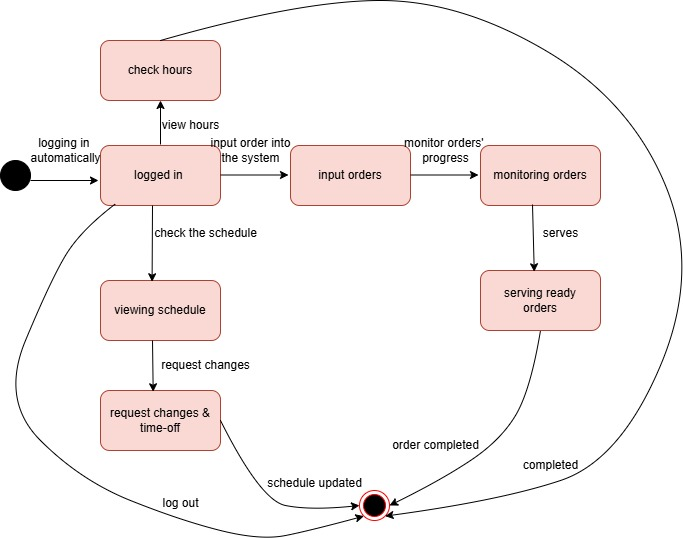 check hours
view hours
logging in
automatically
input order into
the system
monitor orders'
progress
logged in
input orders
monitoring orders
check the schedule
serves
viewing schedule
serving ready
orders
request changes
request changes &
time-off
order completed
completed
schedule updated
log out